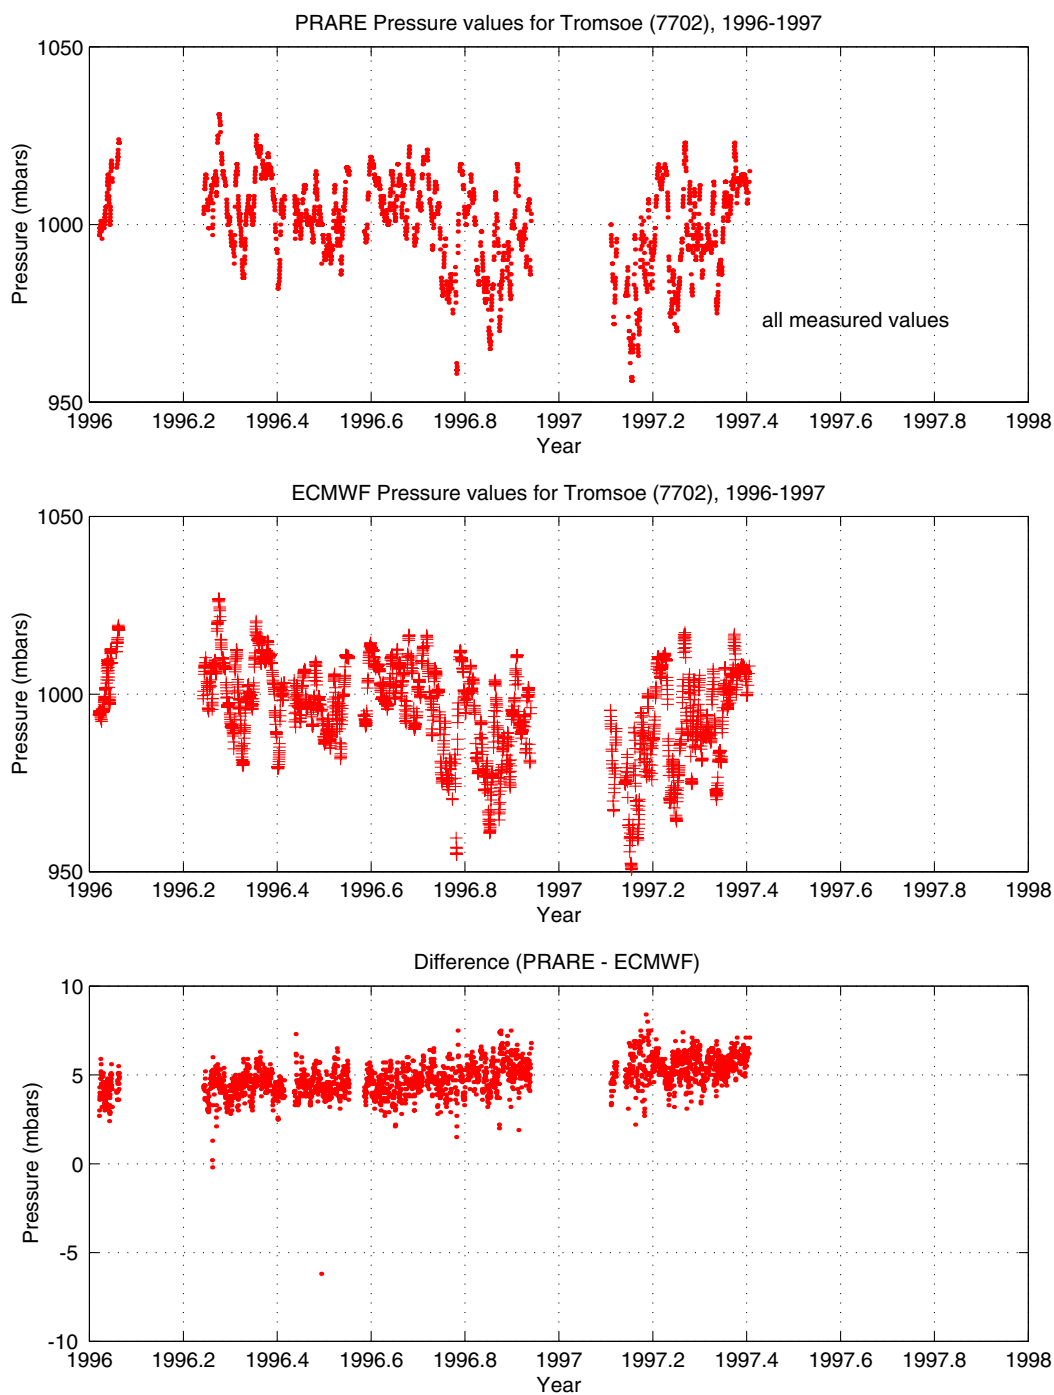 PRARE Pressure values for Tromsoe (7702), 1996-1997
1050
1000
950
Pressure (mbars)
all measured values
1996 1996.2 1996.4 1996.6 1996.8 1997 1997.2 1997.4 1997.6 1997.8 1998
Year
ECMWF Pressure values for Tromsoe (7702), 1996-1997
1050
1000
950
Pressure (mbars)
1996 1996.2 1996.4 1996.6 1996.8 1997 1997.2 1997.4 1997.6 1997.8 1998
Year
Difference (PRARE - ECMWF)
10
5
0
-5
-10
Pressure (mbars)
1996 1996.2 1996.4 1996.6 1996.8 1997 1997.2 1997.4 1997.6 1997.8 1998
Year